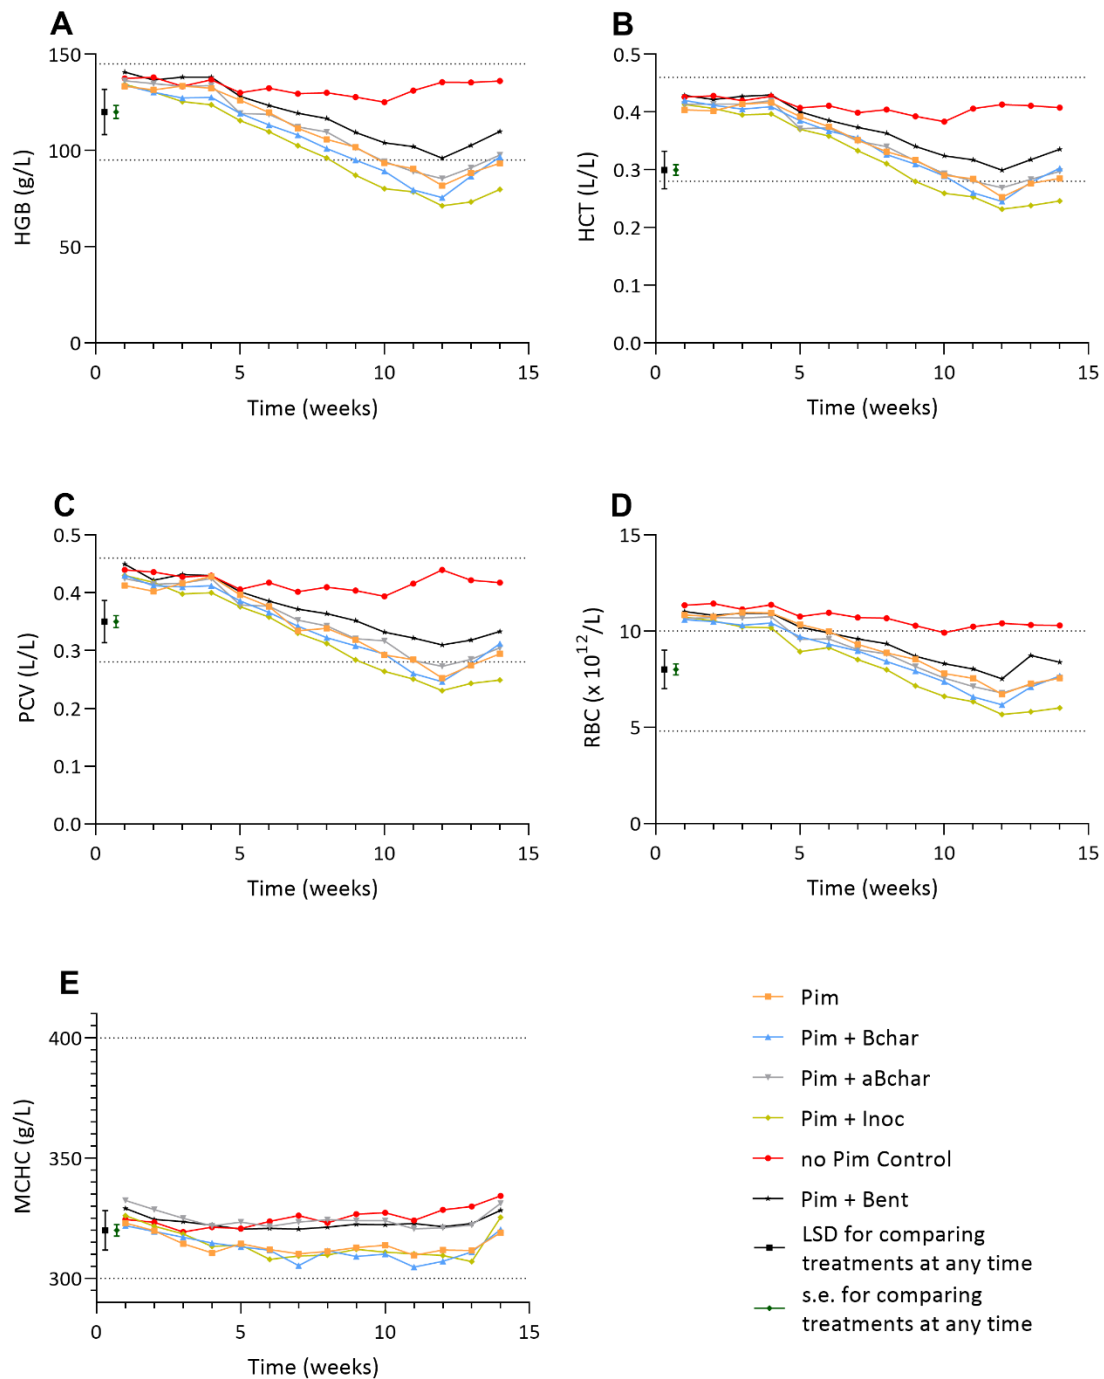 A
150
100
50
0
HGB (g/L)
0 5 10 15
Time (weeks)
B
0.5
0.4
0.3
0.2
0.1
0.0
HCT (L/L)
0 5 10 15
Time (weeks)
C
0.5
0.4
0.3
0.2
0.1
0.0
PCV (L/L)
0 5 10 15
Time (weeks)
D
15
10
5
0
RBC (x 10¹²/L)
0 5 10 15
Time (weeks)
E
400
350
300
MCHC (g/L)
0 5 10 15
Time (weeks)
Pim
Pim + Bchar
Pim + aBchar
Pim + Inoc
no Pim Control
Pim + Bent
LSD for comparing
treatments at any time
s.e. for comparing
treatments at any time